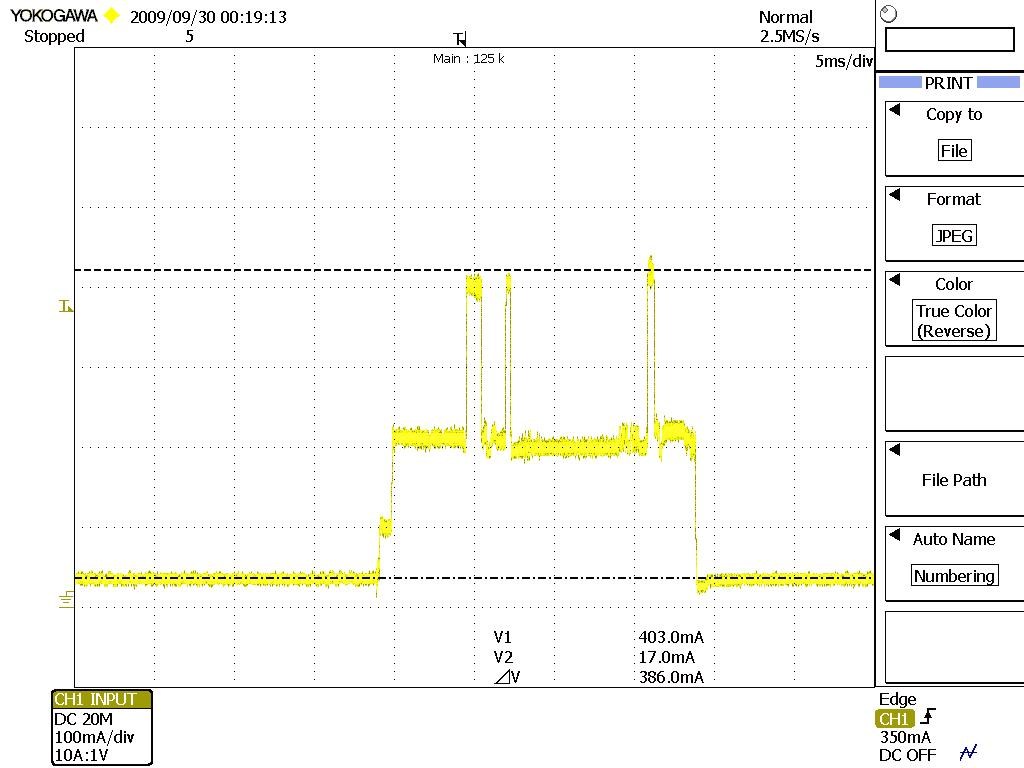 YOKOGAWA 2009/09/30 00:19:13 Normal
Stopped 5 2.5MS/s
T
Main : 125 k
5ms/div
PRINT
Copy to
File
Format
JPEG
Color
True Color
(Reverse)
File Path
Auto Name
Numbering
T
V1 403.0mA
V2 17.0mA
⊿V 386.0mA
CH1 INPUT
DC 20M
100mA/div
10A:1V
Edge
CH1
350mA
DC OFF